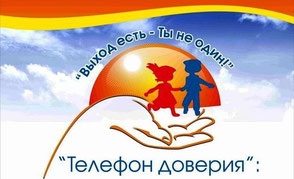 "Выход есть - Ты не один!"
"Телефон доверия":